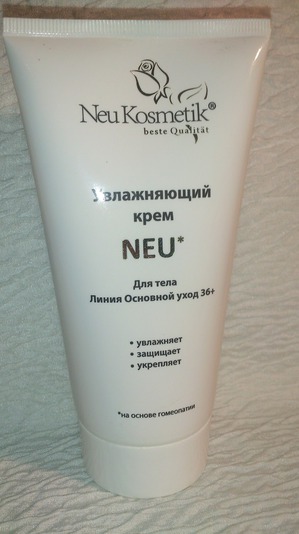 Neu Kosmetik®
beste Qualität
Увлажняющий
крем
NEU*
Для тела
Линия Основной уход 36+
• увлажняет
• защищает
• укрепляет
*на основе гомеопатии